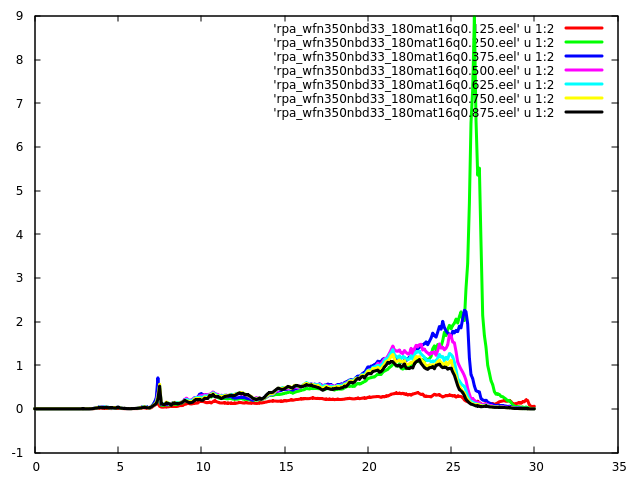 9
8
7
6
5
4
3
2
1
0
-1
'rpa_wfn350nbd33_180mat16q0.125.eel' u 1:2
'rpa_wfn350nbd33_180mat16q0.250.eel' u 1:2
'rpa_wfn350nbd33_180mat16q0.375.eel' u 1:2
'rpa_wfn350nbd33_180mat16q0.500.eel' u 1:2
'rpa_wfn350nbd33_180mat16q0.625.eel' u 1:2
'rpa_wfn350nbd33_180mat16q0.750.eel' u 1:2
'rpa_wfn350nbd33_180mat16q0.875.eel' u 1:2
0 5 10 15 20 25 30 35